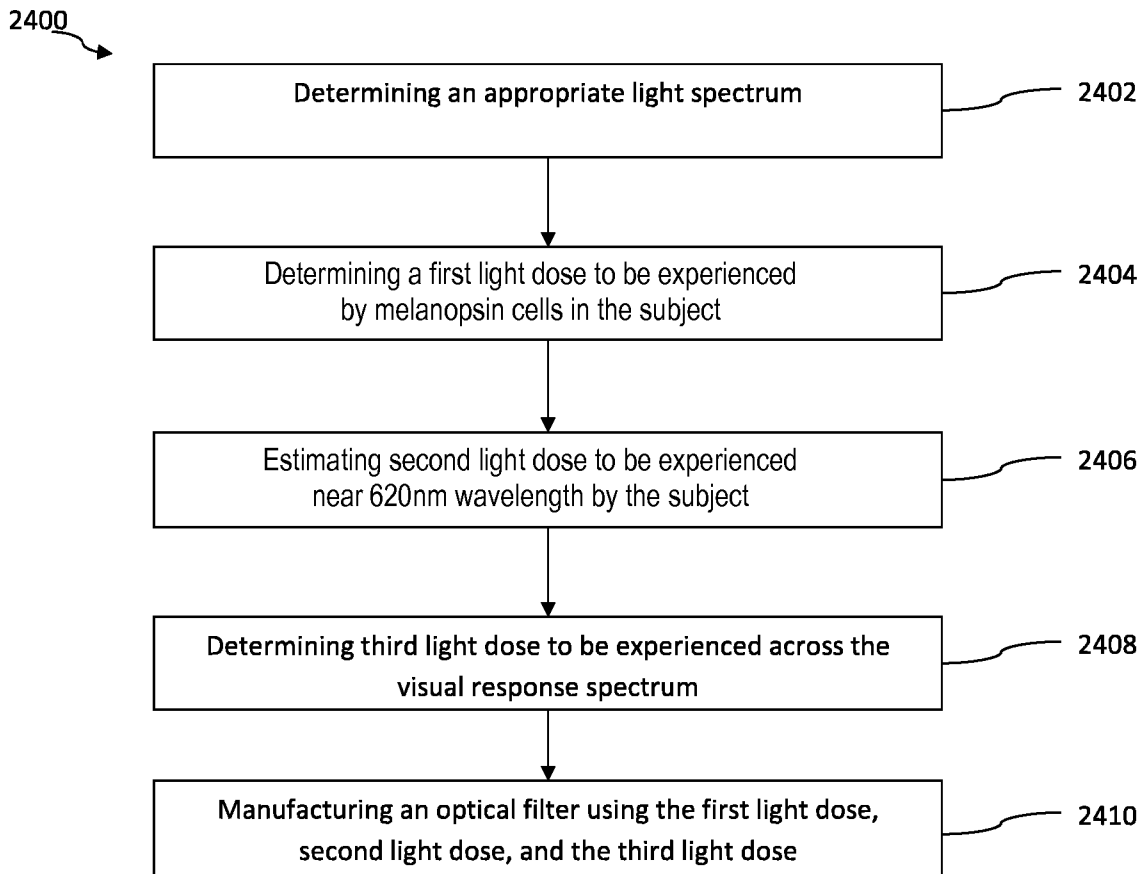 2400
Determining an appropriate light spectrum
2402
Determining a first light dose to be experienced
by melanopsin cells in the subject
2404
Estimating second light dose to be experienced
near 620nm wavelength by the subject
2406
Determining third light dose to be experienced across the
visual response spectrum
2408
Manufacturing an optical filter using the first light dose,
second light dose, and the third light dose
2410